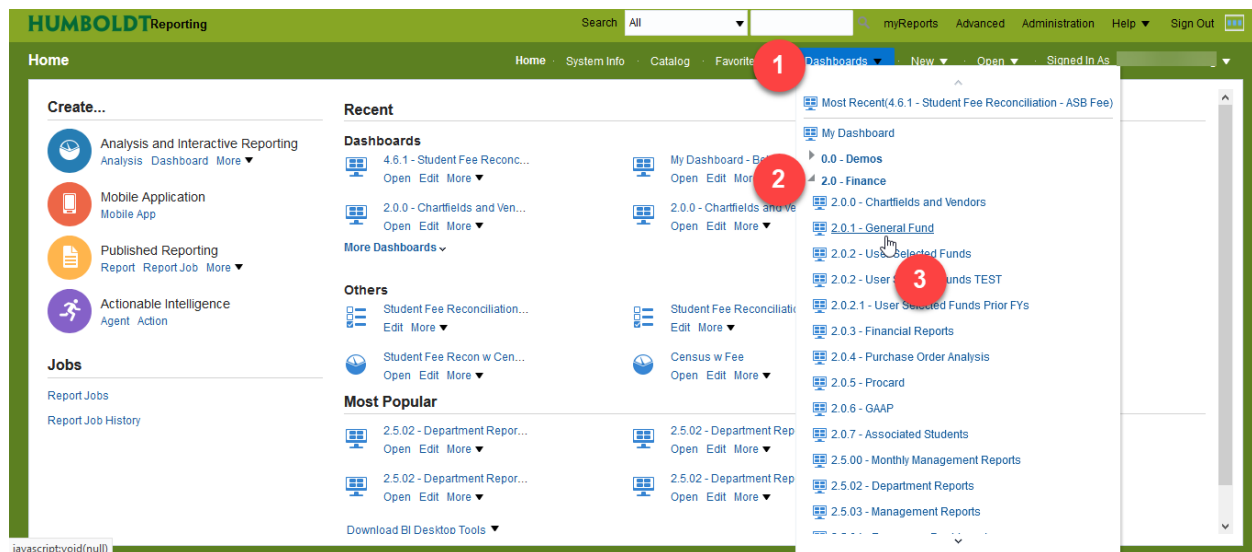 HUMBOLDT Reporting
Search All myReports Advanced Administration Help Sign Out
Home
Home System Info Catalog Favorite 1 Dashboards New Open Signed In As
Most Recent(4.6.1 - Student Fee Reconciliation - ASB Fee)
My Dashboard
0.0 - Demos
2
2.0 - Finance
2.0.0 - Chartfields and Vendors
2.0.1 - General Fund
2.0.2 - User Selected Funds
3
2.0.2 - User S unds TEST
2.0.2.1 - User Selected Funds Prior FYs
2.0.3 - Financial Reports
2.0.4 - Purchase Order Analysis
2.0.5 - Procard
2.0.6 - GAAP
2.0.7 - Associated Students
2.5.00 - Monthly Management Reports
2.5.02 - Department Reports
2.5.03 - Management Reports
Create...
Analysis and Interactive Reporting
Analysis Dashboard More
Mobile Application
Mobile App
Published Reporting
Report Report Job More
Actionable Intelligence
Agent Action
Jobs
Report Jobs
Report Job History
Recent
Dashboards
4.6.1 - Student Fee Reconc...
Open Edit More
My Dashboard - B
Open Edit Mor
2.0.0 - Chartfields and Ven...
Open Edit More
2.0.0 - Chartfields and Ve
Open Edit More
More Dashboards
Others
Student Fee Reconciliation...
Edit More
Student Fee Reconciliatio
Edit More
Student Fee Recon w Cen...
Open Edit More
Census w Fee
Open Edit More
Most Popular
2.5.02 - Department Repor...
Open Edit More
2.5.02 - Department Rep
Open Edit More
2.5.02 - Department Repor...
Open Edit More
2.5.02 - Department Rep
Open Edit More
Download BI Desktop Tools
javascript:void(null)